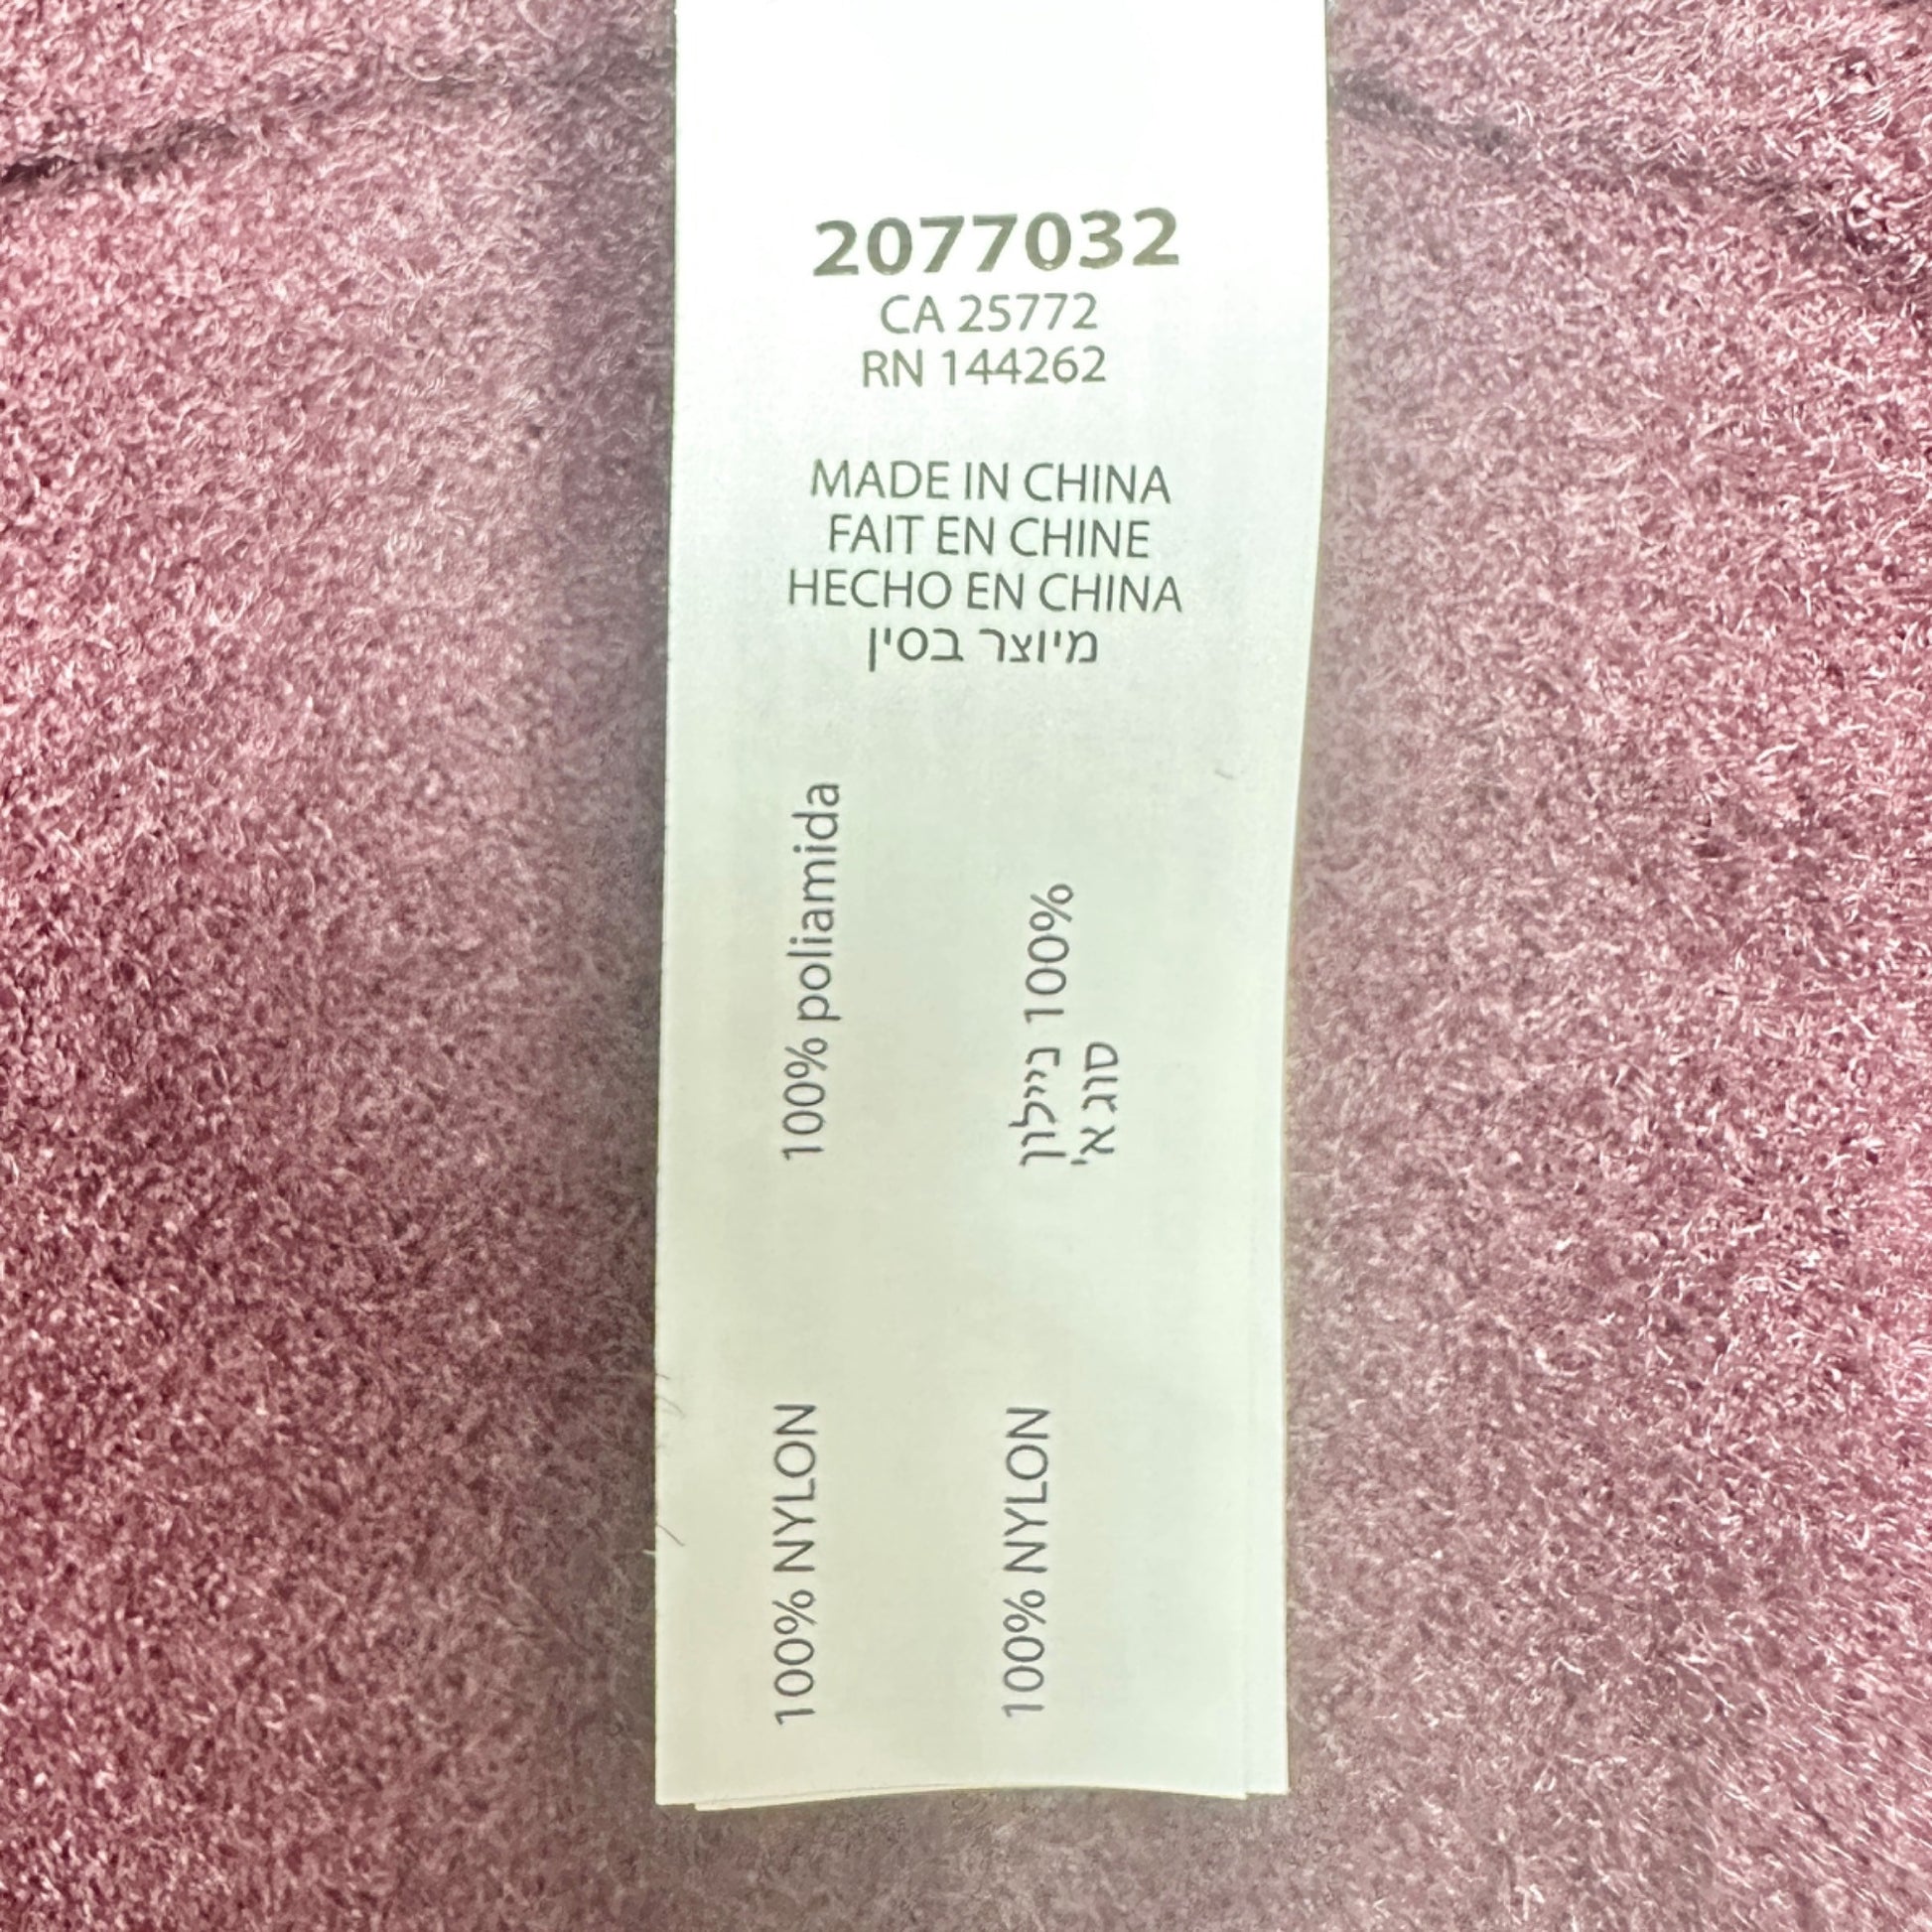 2077032
CA 25772
RN 144262
MADE IN CHINA
FAIT EN CHINE
HECHO EN CHINA
מיוצר בסין
100% NYLON
100% poliamida
100% NYLON
100% ניילון
סוג א'